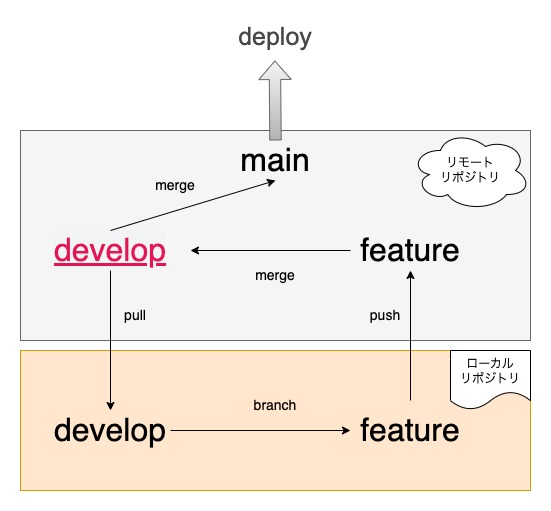 deploy
main
リモート
リポジトリ
merge
develop
feature
merge
pull
push
ローカル
リポジトリ
branch
develop
feature